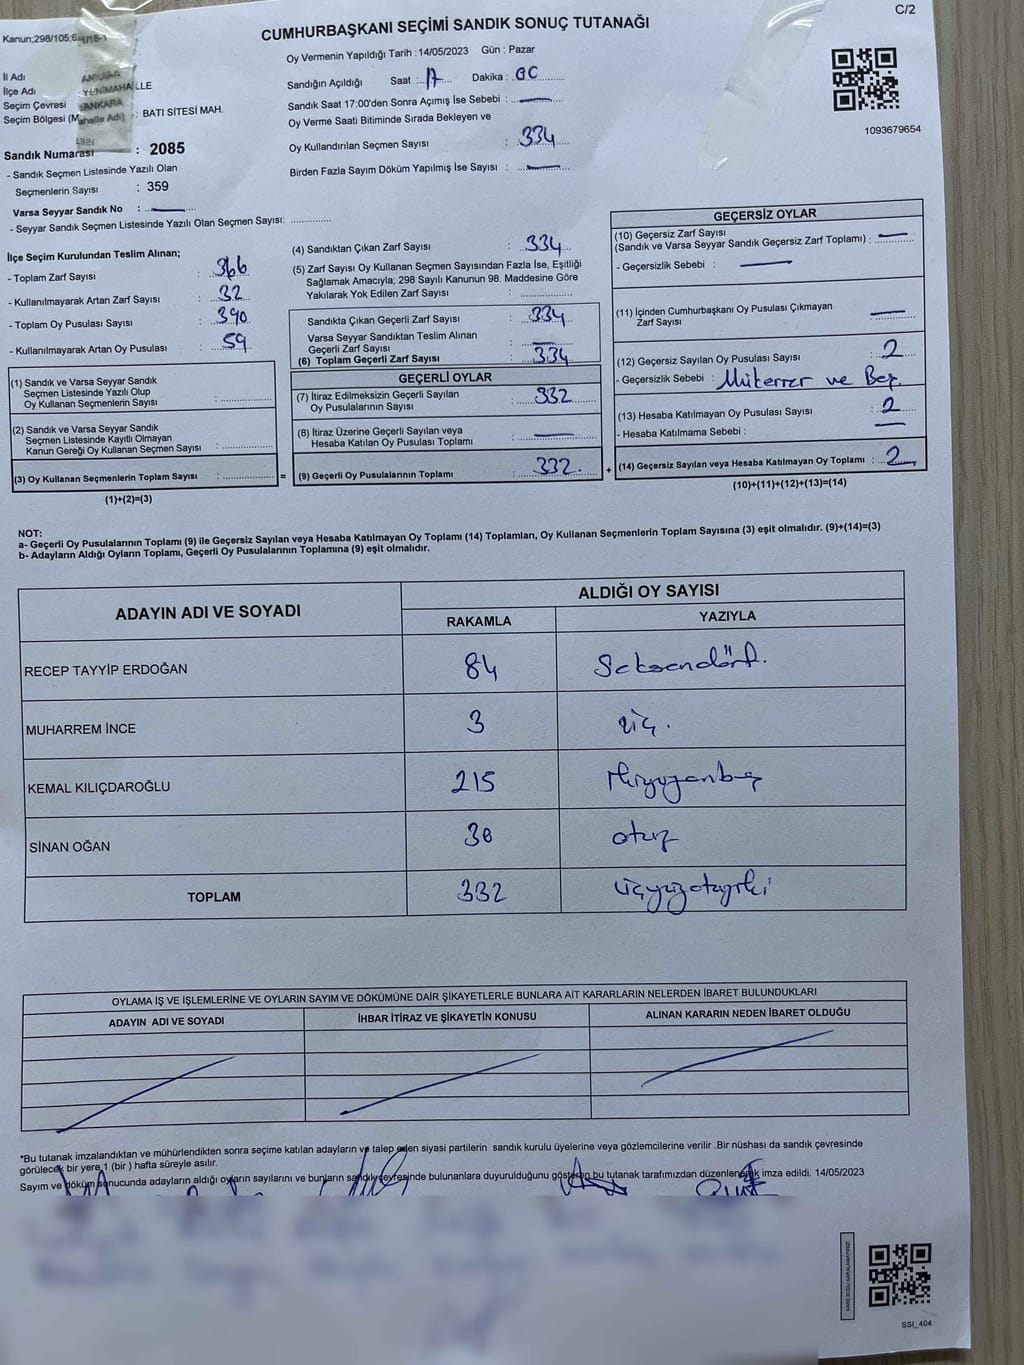 C/2
Kanun;298/105;6
CUMHURBAŞKANI SEÇİMİ SANDIK SONUÇ TUTANAĞI
Oy Vermenin Yapıldığı Tarih : 14/05/2023 Gün : Pazar
İl Adı ANKARA
İlçe Adı YENİMAHALLE
Seçim Çevresi ANKARA
Seçim Bölgesi (Mahalle Adı) : BATI SİTESİ MAH.
Sandık Numarası : 2085
- Sandık Seçmen Listesinde Yazılı Olan
Seçmenlerin Sayısı : 359
Varsa Seyyar Sandık No :
- Seyyar Sandık Seçmen Listesinde Yazılı Olan Seçmen Sayısı:
Sandığın Açıldığı Saat : 17 Dakika : 00
Sandık Saat 17:00'den Sonra Açımış İse Sebebi :
Oy Verme Saati Bitiminde Sırada Bekleyen ve
Oy Kullandırılan Seçmen Sayısı : 334
Birden Fazla Sayım Döküm Yapılmış İse Sayısı :
1093679654
İlçe Seçim Kurulundan Teslim Alınan;
- Toplam Zarf Sayısı : 366
- Kullanılmayarak Artan Zarf Sayısı : 32
- Toplam Oy Pusulası Sayısı : 390
- Kullanılmayarak Artan Oy Pusulası : 59
(1) Sandık ve Varsa Seyyar Sandık
Seçmen Listesinde Yazılı Olup
Oy Kullanan Seçmenlerin Sayısı :
(2) Sandık ve Varsa Seyyar Sandık
Seçmen Listesinde Kayıtlı Olmayan
Kanun Gereği Oy Kullanan Seçmen Sayısı :
(3) Oy Kullanan Seçmenlerin Toplam Sayısı : =
(1)+(2)=(3)
(4) Sandıktan Çıkan Zarf Sayısı : 334
(5) Zarf Sayısı Oy Kullanan Seçmen Sayısından Fazla İse, Eşitliği
Sağlamak Amacıyla; 298 Sayılı Kanunun 98. Maddesine Göre
Yakılarak Yok Edilen Zarf Sayısı :
Sandıkta Çıkan Geçerli Zarf Sayısı : 334
Varsa Seyyar Sandıktan Teslim Alınan
Geçerli Zarf Sayısı :
(6) Toplam Geçerli Zarf Sayısı : 334
GEÇERLİ OYLAR
(7) İtiraz Edilmeksizin Geçerli Sayılan
Oy Pusulalarının Sayısı : 332
(8) İtiraz Üzerine Geçerli Sayılan veya
Hesaba Katılan Oy Pusulası Toplamı :
(9) Geçerli Oy Pusulalarının Toplamı : 332. +
GEÇERSİZ OYLAR
(10) Geçersiz Zarf Sayısı
(Sandık ve Varsa Seyyar Sandık Geçersiz Zarf Toplamı) :
- Geçersizlik Sebebi :
(11) İçinden Cumhurbaşkanı Oy Pusulası Çıkmayan
Zarf Sayısı :
(12) Geçersiz Sayılan Oy Pusulası Sayısı : 2
- Geçersizlik Sebebi : Mükerrer ve Boş.
(13) Hesaba Katılmayan Oy Pusulası Sayısı : 2
- Hesaba Katılmama Sebebi :
(14) Geçersiz Sayılan veya Hesaba Katılmayan Oy Toplamı : 2
(10)+(11)+(12)+(13)=(14)
NOT:
a- Geçerli Oy Pusulalarının Toplamı (9) ile Geçersiz Sayılan veya Hesaba Katılmayan Oy Toplamı (14) Toplamları, Oy Kullanan Seçmenlerin Toplam Sayısına (3) eşit olmalıdır. (9)+(14)=(3)
b- Adayların Aldığı Oyların Toplamı, Geçerli Oy Pusulalarının Toplamına (9) eşit olmalıdır.
ADAYIN ADI VE SOYADI
ALDIĞI OY SAYISI
RAKAMLA YAZIYLA
RECEP TAYYİP ERDOĞAN 84 Seksendört.
MUHARREM İNCE 3 üç.
KEMAL KILIÇDAROĞLU 215 İkiyüzonbeş
SİNAN OĞAN 30 otuz
TOPLAM 332 üçyüzotuziki
OYLAMA İŞ VE İŞLEMLERİNE VE OYLARIN SAYIM VE DÖKÜMÜNE DAİR ŞİKAYETLERLE BUNLARA AİT KARARLARIN NELERDEN İBARET BULUNDUKLARI
ADAYIN ADI VE SOYADI İHBAR İTİRAZ VE ŞİKAYETİN KONUSU ALINAN KARARIN NEDEN İBARET OLDUĞU
*Bu tutanak imzalandıktan ve mühürlendikten sonra seçime katılan adayların ve talep eden siyasi partilerin sandık kurulu üyelerine veya gözlemcilerine verilir .Bir nüshası da sandık çevresinde
görülecek bir yere 1 (bir ) hafta süreyle asılır.
Sayım ve döküm sonucunda adayların aldığı oyların sayılarını ve bunların sandık çevresinde bulunanlara duyurulduğunu gösteren bu tutanak tarafımızdan düzenlenerek imza edildi. 14/05/2023
KARE KODU KARALAMAYINIZ!
SSI_404